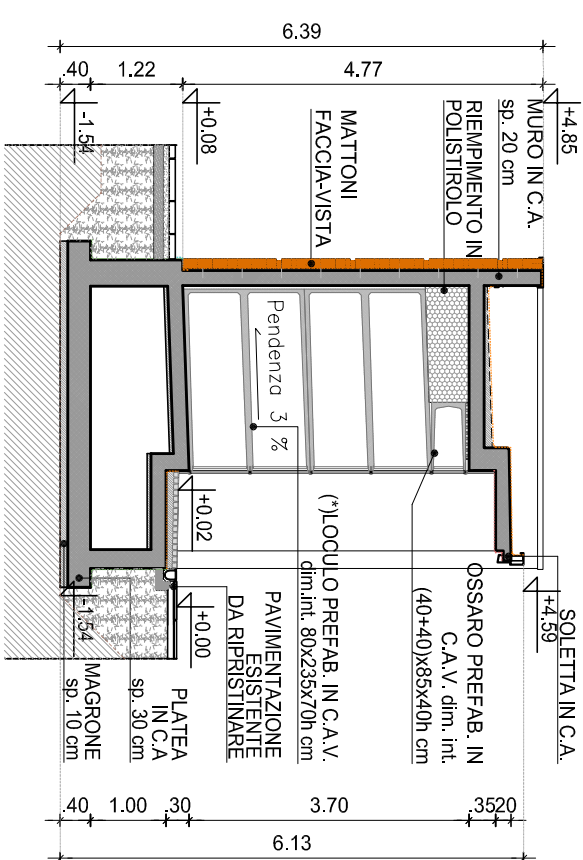 6.39
.40
1.22
4.77
+4.85
+0.08
-1.54
MURO IN C.A.
sp. 20 cm
RIEMPIMENTO IN
POLISTIROLO
MATTONI
FACCIA-VISTA
Pendenza 3 %
+0.02
SOLETTA IN C.A.
+4.59
OSSARO PREFAB. IN
C.A.V. dim. int.
(40+40)x85x40h cm
(*)LOCULO PREFAB. IN C.A.V.
dim.int. 80x235x70h cm
PAVIMENTAZIONE
ESISTENTE
DA RIPRISTINARE
+0.00
PLATEA
IN C.A
sp. 30 cm
-1.54
MAGRONE
sp. 10 cm
.40
1.00
.30
3.70
.35
20
6.13